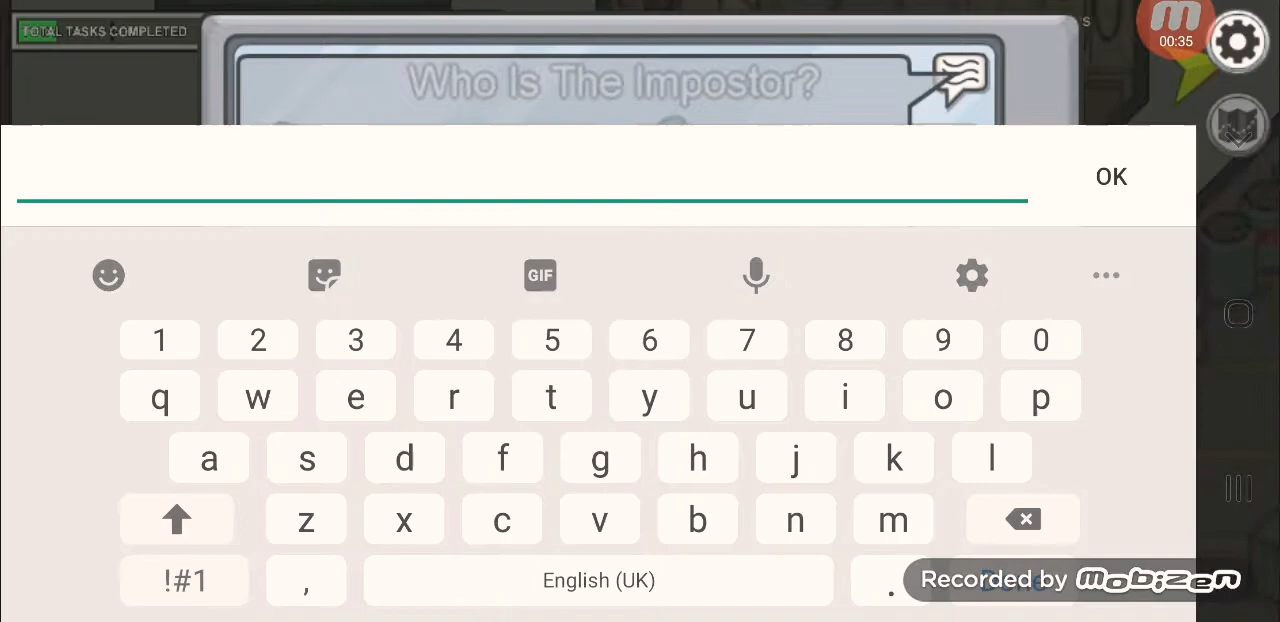 TOTAL TASKS COMPLETED
S
00:35
Who Is The Impostor?
OK
GIF
1 2 3 4 5 6 7 8 9 0
q w e r t y u i o p
a s d f g h j k l
z x c v b n m
!#1 , English (UK) . Done
Recorded by mobizen